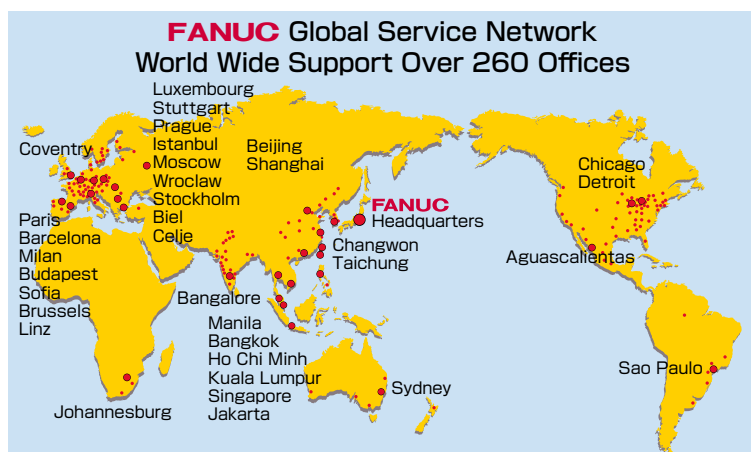 FANUC Global Service Network
World Wide Support Over 260 Offices
Luxembourg
Stuttgart
Prague
Istanbul
Moscow
Wroclaw
Stockholm
Biel
Celje
Coventry
Paris
Barcelona
Milan
Budapest
Sofia
Brussels
Linz
Johannesburg
Beijing
Shanghai
FANUC
Headquarters
Changwon
Taichung
Bangalore
Manila
Bangkok
Ho Chi Minh
Kuala Lumpur
Singapore
Jakarta
Sydney
Chicago
Detroit
Aguascalientas
Sao Paulo